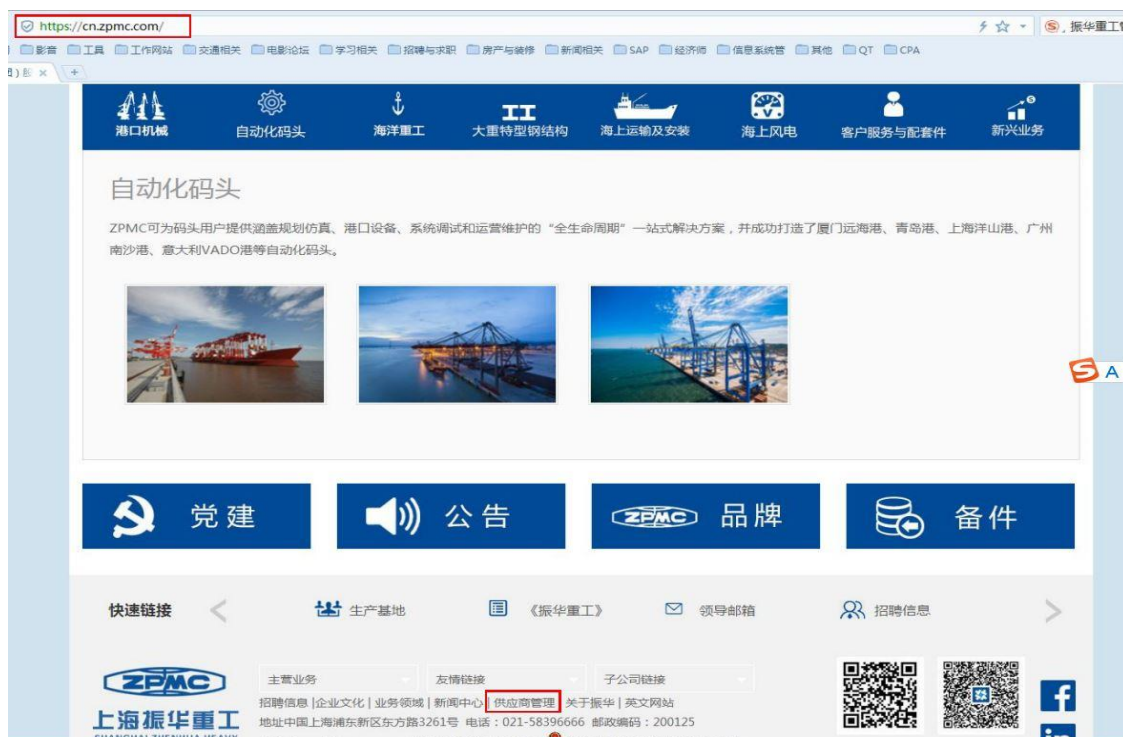 https://cn.zpmc.com/
振华重工
影音 工具 工作网站 交通相关 电影论坛 学习相关 招聘与求职 房产与装修 新闻相关 SAP 经济师 信息系统管 其他 QT CPA
港口机械 自动化码头 海洋重工 大重特型钢结构 海上运输及安装 海上风电 客户服务与配套件 新兴业务
自动化码头
ZPMC可为码头用户提供涵盖规划仿真、港口设备、系统调试和运营维护的“全生命周期”一站式解决方案，并成功打造了厦门远海港、青岛港、上海洋山港、广州
南沙港、意大利VADO港等自动化码头。
S A
党建 公告 ZPMC 品牌 备件
快速链接 生产基地 《振华重工》 领导邮箱 招聘信息
ZPMC 主营业务 友情链接 子公司链接
招聘信息|企业文化|业务领域|新闻中心|供应商管理 关于振华|英文网站
上海振华重工 地址中国上海浦东新区东方路3261号 电话：021-58396666 邮政编码：200125